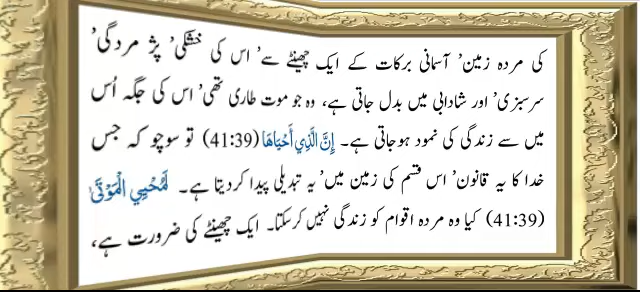 کی مردہ زمین’ آسمانی برکات کے ایک چھینٹے سے’ اس کی خشکی’ پژ مردگی’
سرسبزی’ اور شادابی میں بدل جاتی ہے، وہ جو موت طاری تھی’ اس کی جگہ اُس
میں سے زندگی کی نمود ہوجاتی ہے۔ إِنَّ الَّذِي أَحْيَاهَا (41:39) تو سوچو کہ جس
خدا کا یہ قانون’ اس قسم کی زمین میں’ یہ تبدیلی پیدا کردیتا ہے۔ لَمُحْيِي الْمَوْتَىٰ
(41:39) کیا وہ مردہ اقوام کو زندگی نہیں کرسکتا۔ ایک چھینٹے کی ضرورت ہے،